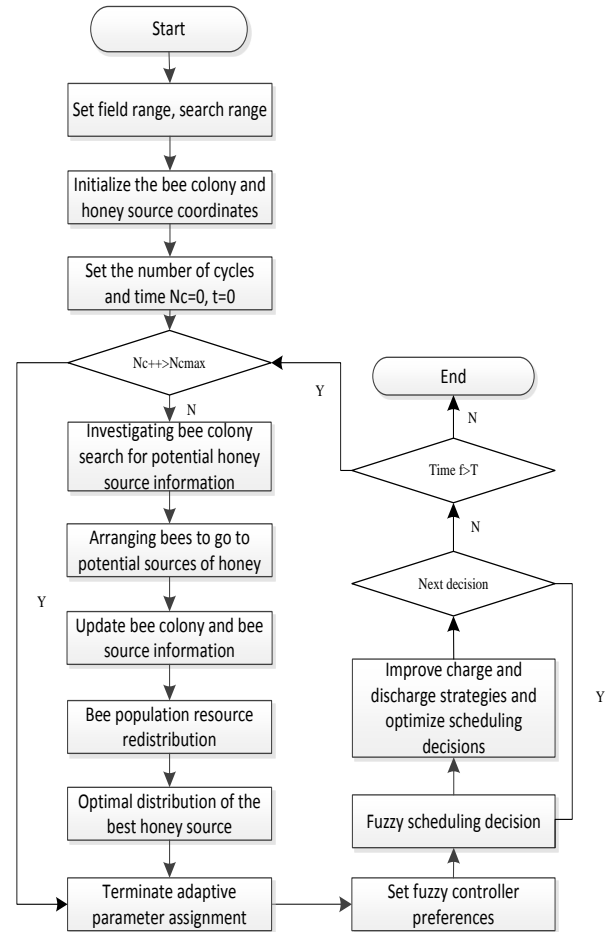 Start
Set field range, search range
Initialize the bee colony and
honey source coordinates
Set the number of cycles
and time Nc=0, t=0
Nc++>Ncmax
N
Investigating bee colony
search for potential honey
source information
Arranging bees to go to
potential sources of honey
Y
Update bee colony and bee
source information
Bee population resource
redistribution
Optimal distribution of the
best honey source
Terminate adaptive
parameter assignment
Set fuzzy controller
preferences
Fuzzy scheduling decision
Improve charge and
discharge strategies and
optimize scheduling
decisions
Y
Next decision
N
Time f>T
Y
N
End